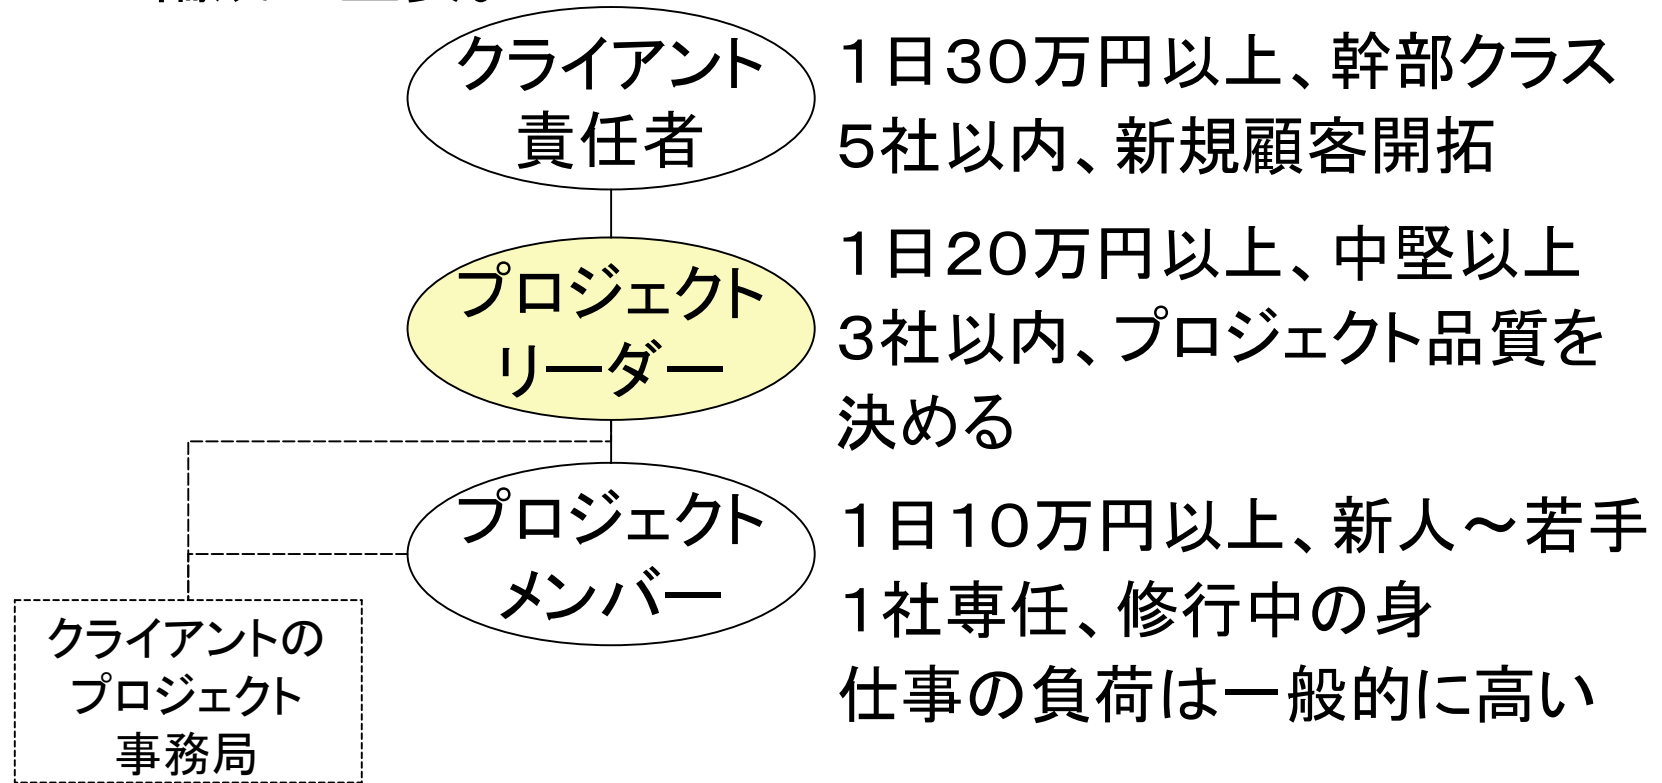 クライアント
責任者
１日３０万円以上、幹部クラス
５社以内、新規顧客開拓
プロジェクト
リーダー
１日２０万円以上、中堅以上
３社以内、プロジェクト品質を
決める
プロジェクト
メンバー
１日１０万円以上、新人～若手
１社専任、修行中の身
仕事の負荷は一般的に高い
クライアントの
プロジェクト
事務局